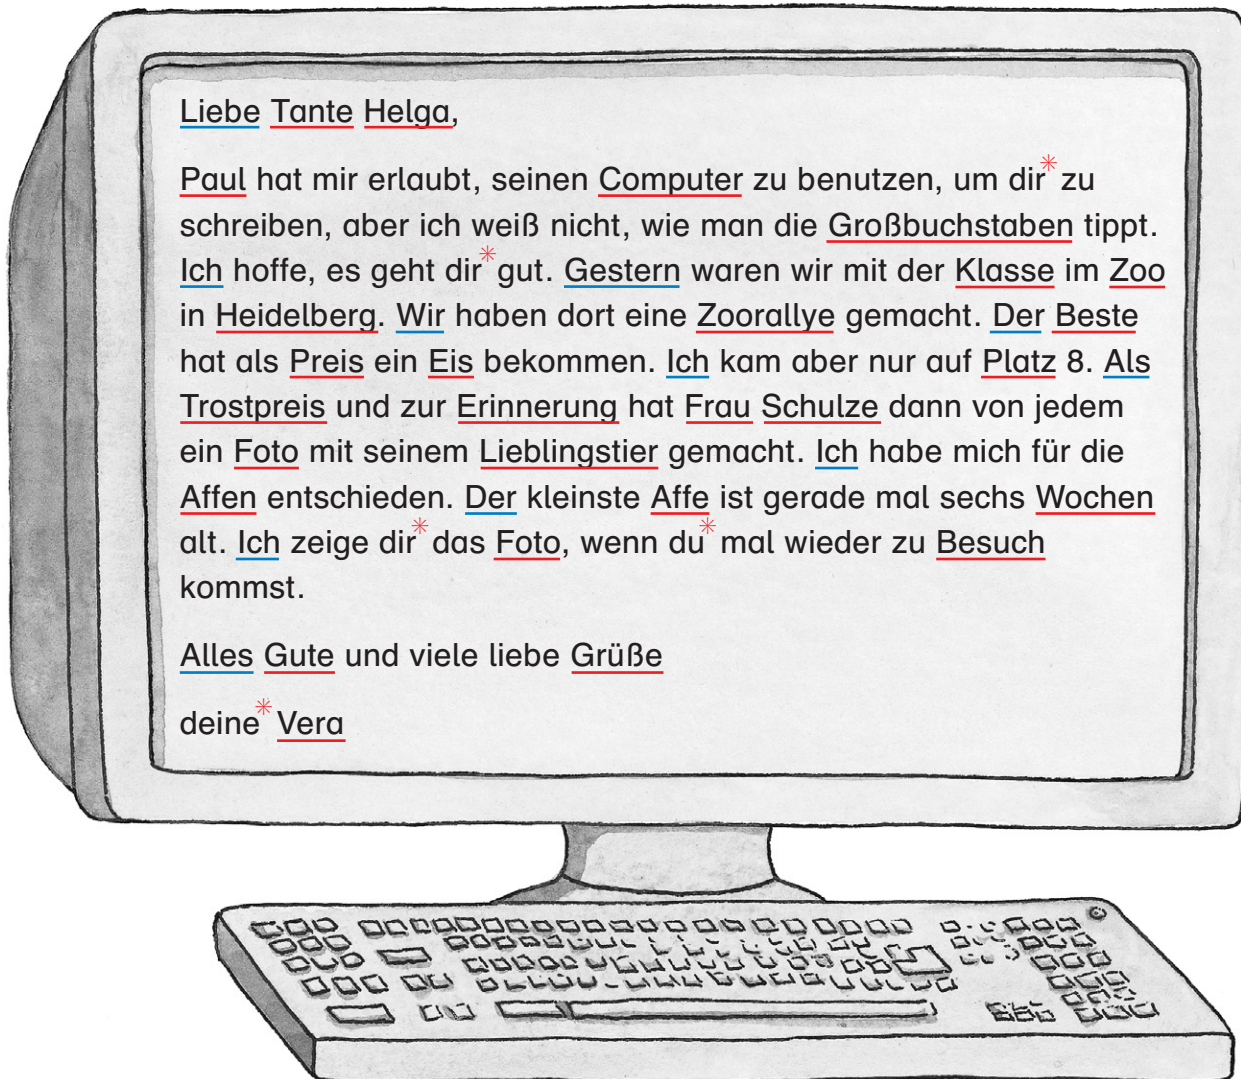 Liebe Tante Helga,
Paul hat mir erlaubt, seinen Computer zu benutzen, um dir* zu
schreiben, aber ich weiß nicht, wie man die Großbuchstaben tippt.
Ich hoffe, es geht dir* gut. Gestern waren wir mit der Klasse im Zoo
in Heidelberg. Wir haben dort eine Zoorallye gemacht. Der Beste
hat als Preis ein Eis bekommen. Ich kam aber nur auf Platz 8. Als
Trostpreis und zur Erinnerung hat Frau Schulze dann von jedem
ein Foto mit seinem Lieblingstier gemacht. Ich habe mich für die
Affen entschieden. Der kleinste Affe ist gerade mal sechs Wochen
alt. Ich zeige dir* das Foto, wenn du* mal wieder zu Besuch
kommst.
Alles Gute und viele liebe Grüße
deine* Vera